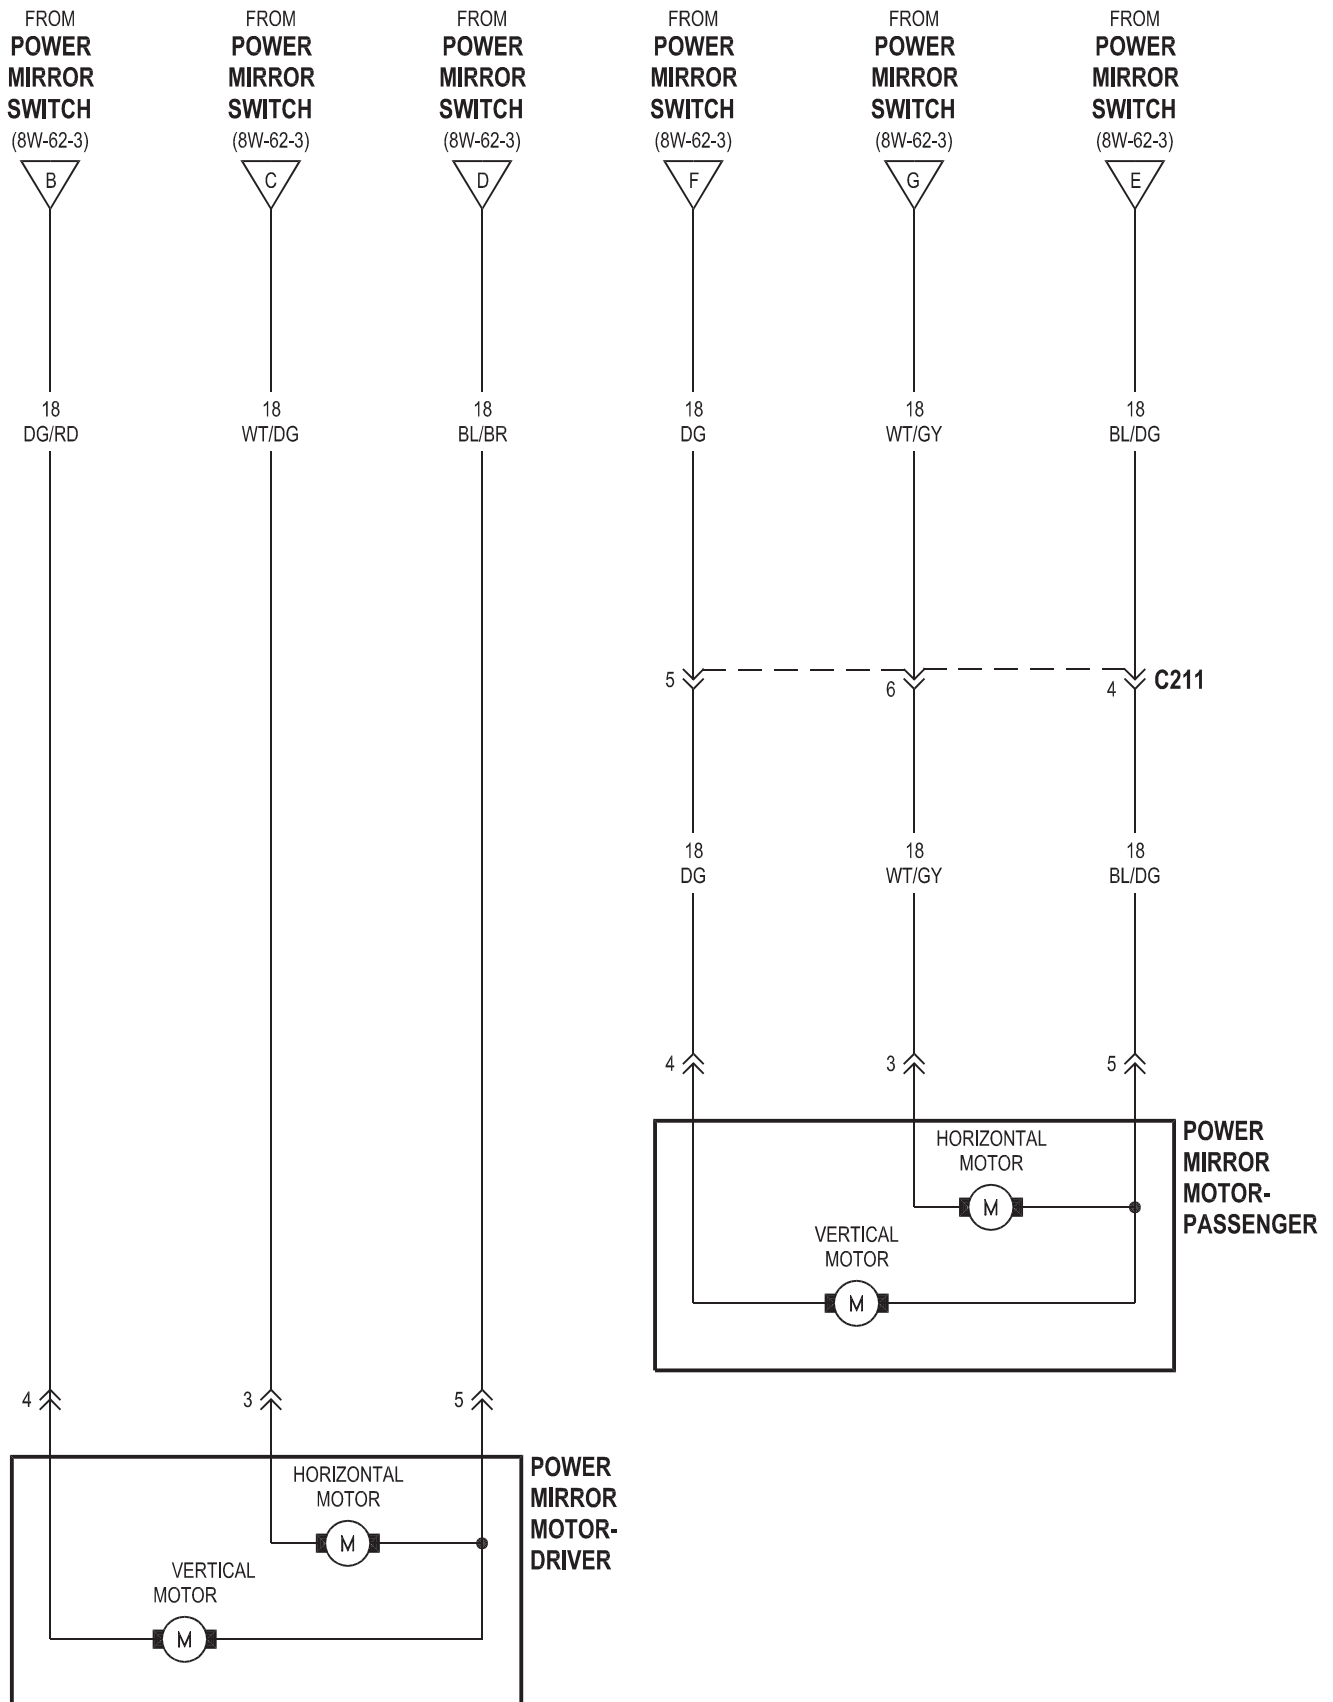 FROM
POWER
MIRROR
SWITCH
(8W-62-3)
B
FROM
POWER
MIRROR
SWITCH
(8W-62-3)
C
FROM
POWER
MIRROR
SWITCH
(8W-62-3)
D
FROM
POWER
MIRROR
SWITCH
(8W-62-3)
F
FROM
POWER
MIRROR
SWITCH
(8W-62-3)
G
FROM
POWER
MIRROR
SWITCH
(8W-62-3)
E
18
DG/RD
18
WT/DG
18
BL/BR
18
DG
18
WT/GY
18
BL/DG
5
6
4
C211
18
DG
18
WT/GY
18
BL/DG
4
3
5
POWER
MIRROR
MOTOR-
PASSENGER
HORIZONTAL
MOTOR
M
VERTICAL
MOTOR
M
4
3
5
POWER
MIRROR
MOTOR-
DRIVER
HORIZONTAL
MOTOR
M
VERTICAL
MOTOR
M